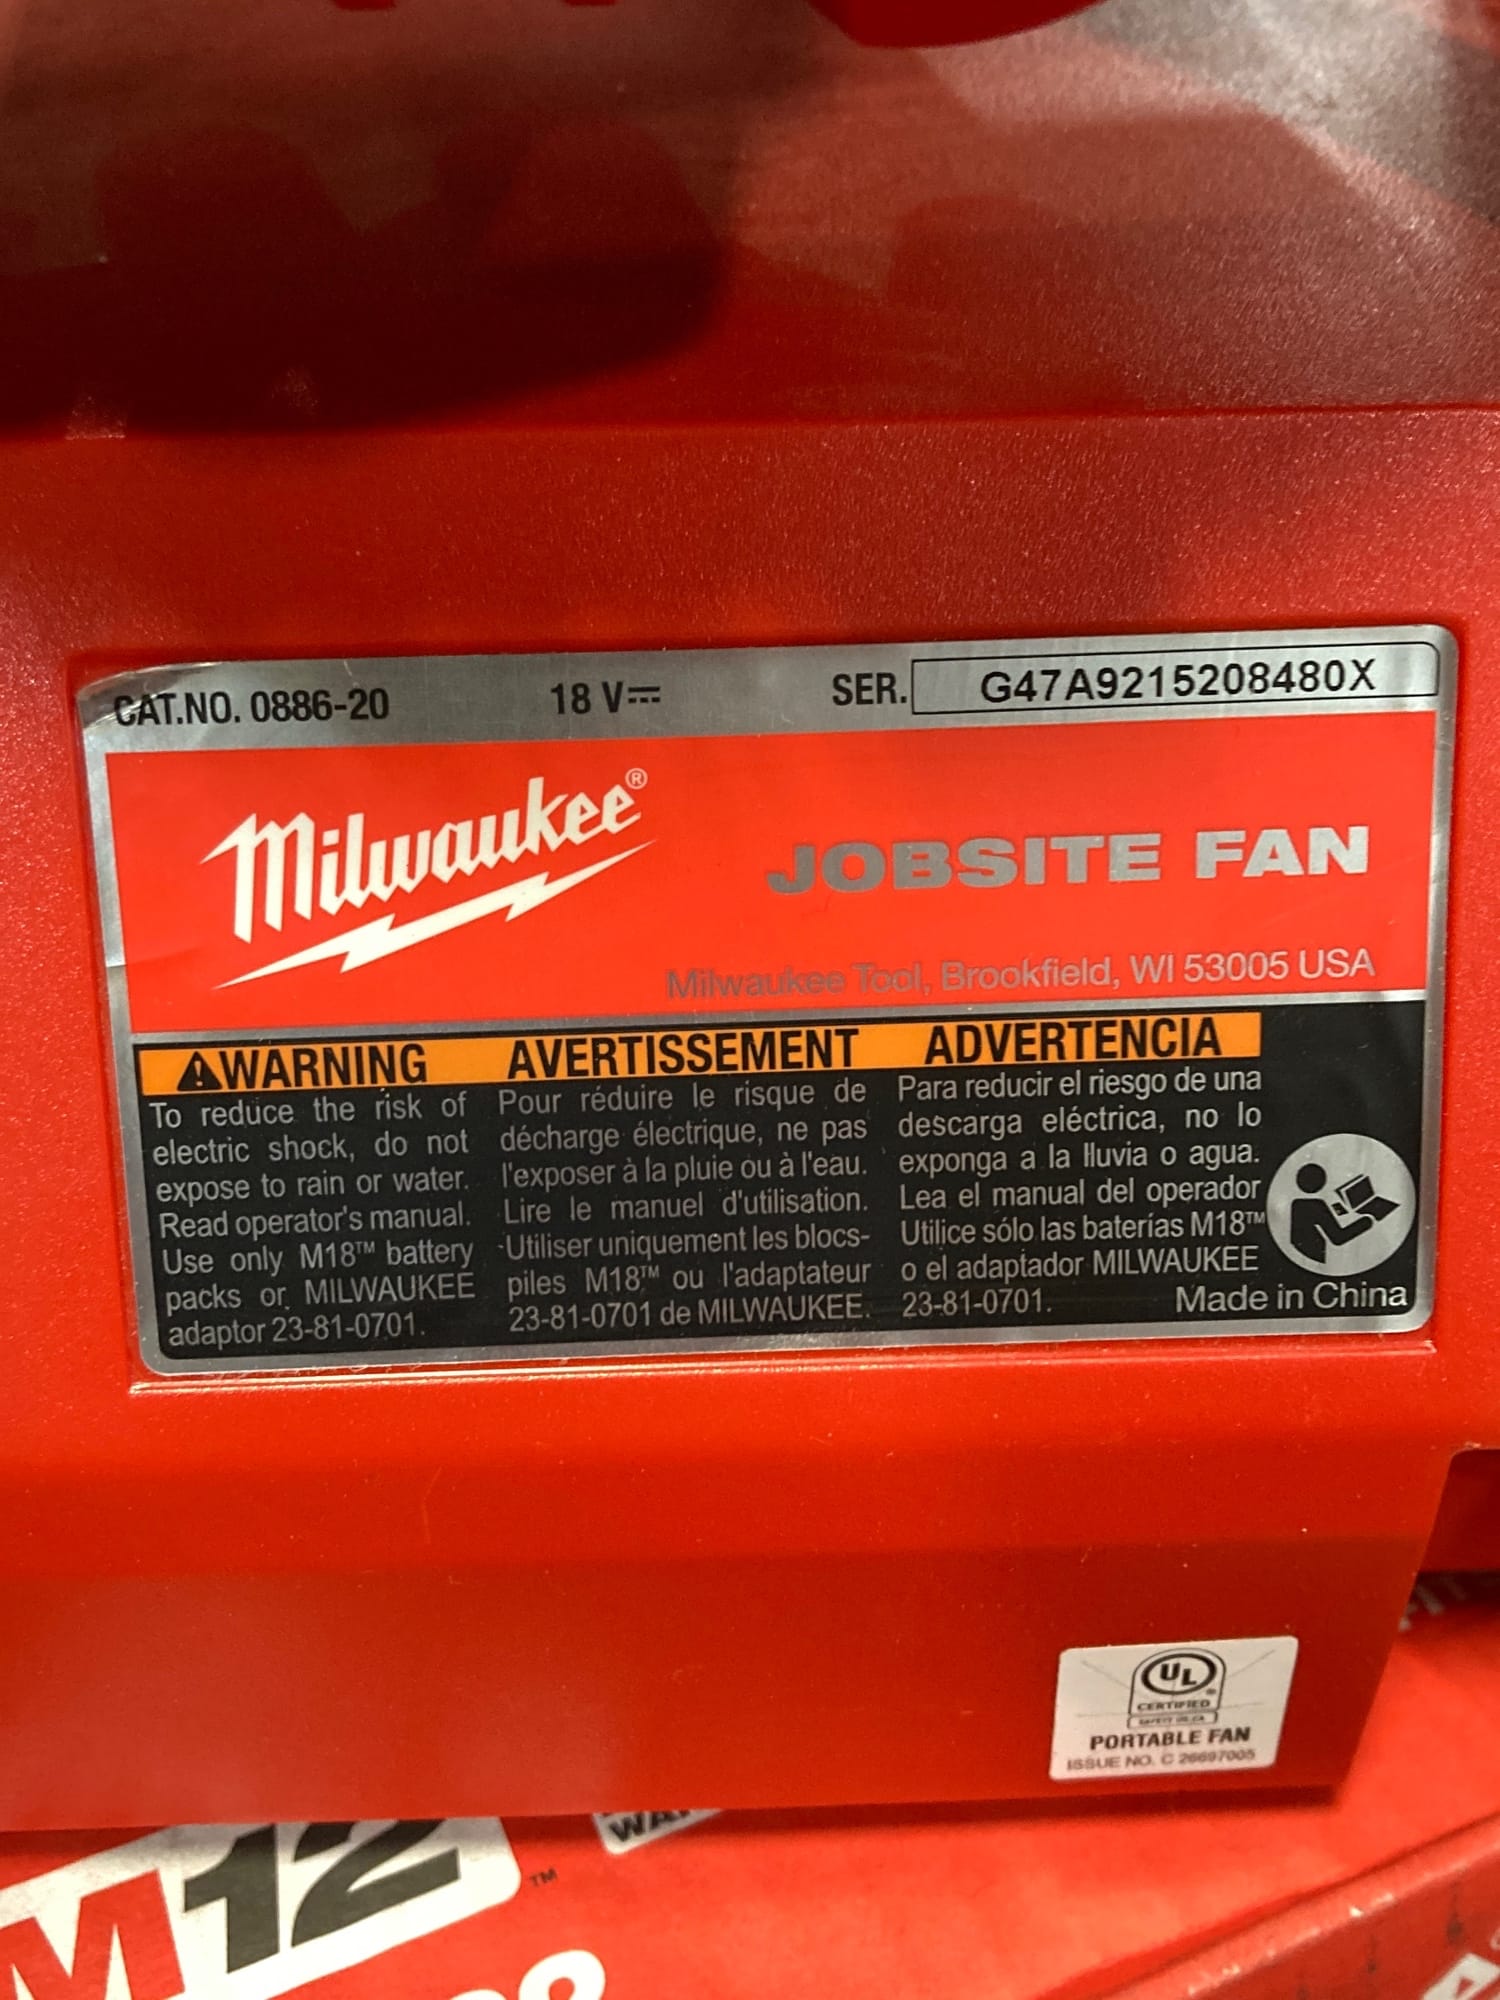 CAT.NO. 0886-20 18 V⎓ SER. G47A9215208480X
Milwaukee®
JOBSITE FAN
Milwaukee Tool, Brookfield, WI 53005 USA
⚠WARNING
To reduce the risk of
electric shock, do not
expose to rain or water.
Read operator's manual.
Use only M18™ battery
packs or MILWAUKEE
adaptor 23-81-0701.
AVERTISSEMENT
Pour réduire le risque de
décharge électrique, ne pas
l'exposer à la pluie ou à l'eau.
Lire le manuel d'utilisation.
Utiliser uniquement les blocs-
piles M18™ ou l'adaptateur
23-81-0701 de MILWAUKEE.
ADVERTENCIA
Para reducir el riesgo de una
descarga eléctrica, no lo
exponga a la lluvia o agua.
Lea el manual del operador
Utilice sólo las baterías M18™
o el adaptador MILWAUKEE
23-81-0701.
Made in China
UL ®
CERTIFIED
SAFETY US-CA
PORTABLE FAN
ISSUE NO. C 26697005
M12™